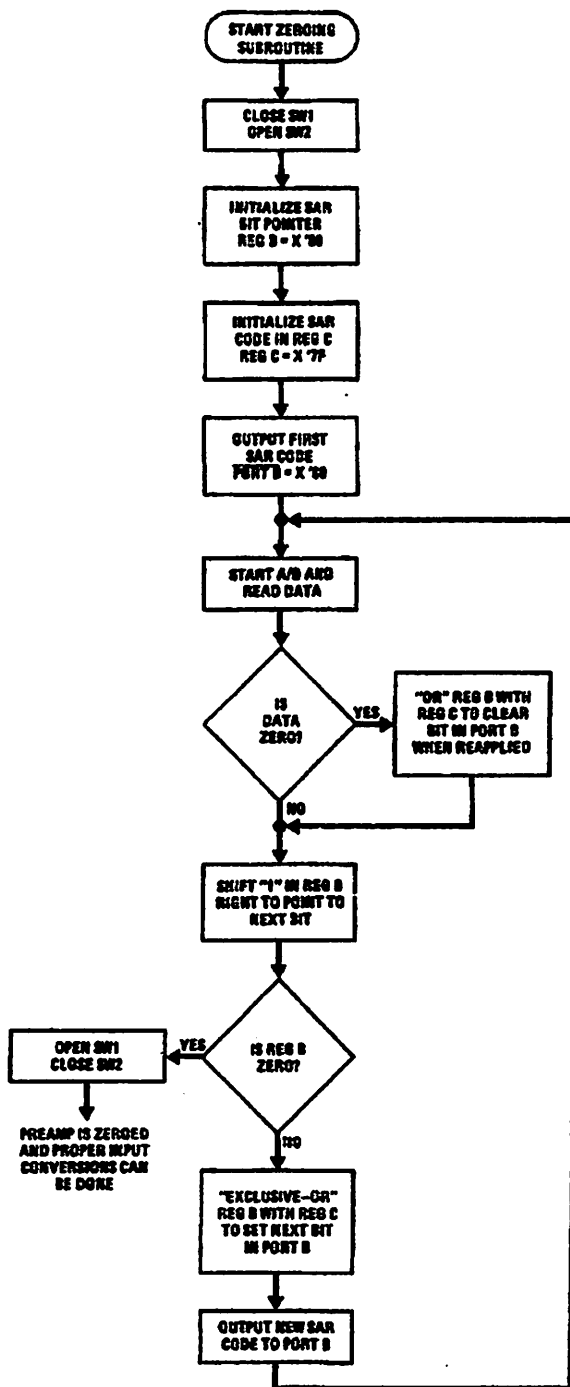 START ZEROING
SUBROUTINE
CLOSE SW1
OPEN SW2
INITIALIZE SAR
BIT POINTER
REG B = X '80
INITIALIZE SAR
CODE IN REG C
REG C = X '7F
OUTPUT FIRST
SAR CODE
PORT B = X '80
START A/D AND
READ DATA
IS
DATA
ZERO?
YES
"OR" REG B WITH
REG C TO CLEAR
BIT IN PORT B
WHEN REAPPLIED
NO
SHIFT "1" IN REG B
RIGHT TO POINT TO
NEXT BIT
IS REG B
ZERO?
YES
OPEN SW1
CLOSE SW2
PREAMP IS ZEROED
AND PROPER INPUT
CONVERSIONS CAN
BE DONE
NO
"EXCLUSIVE-OR"
REG B WITH REG C
TO SET NEXT BIT
IN PORT B
OUTPUT NEW SAR
CODE TO PORT B